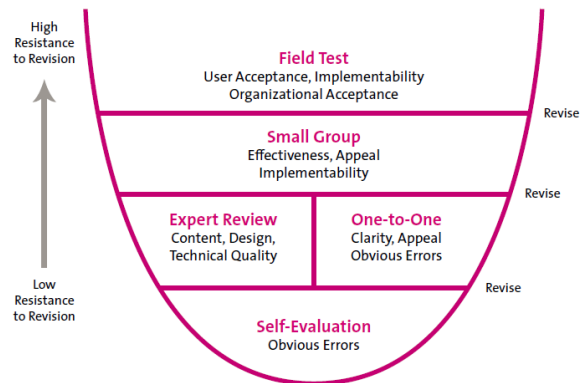 High
Resistance
to Revision
Field Test
User Acceptance, Implementability
Organizational Acceptance
Revise
Small Group
Effectiveness, Appeal
Implementability
Revise
Expert Review
Content, Design,
Technical Quality
One-to-One
Clarity, Appeal
Obvious Errors
Revise
Low
Resistance
to Revision
Self-Evaluation
Obvious Errors